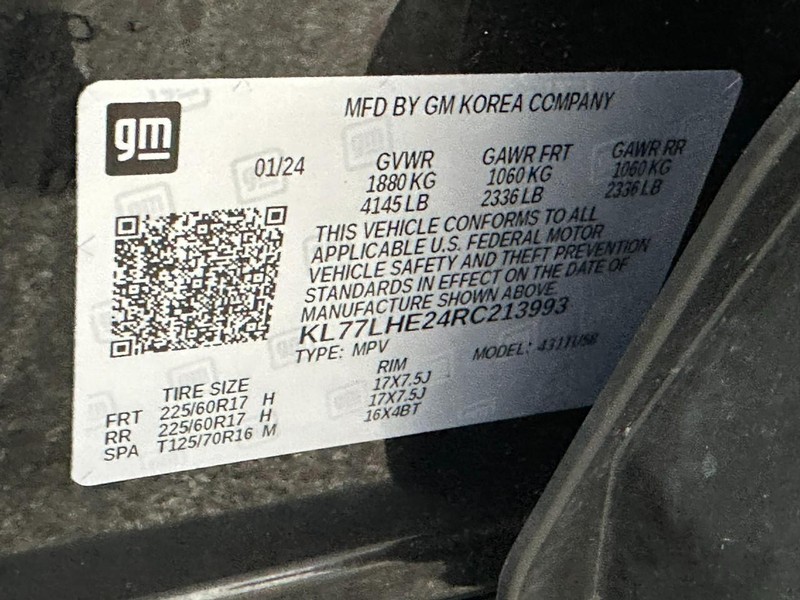 gm
MFD BY GM KOREA COMPANY
01/24 GVWR GAWR FRT GAWR RR
1880 KG 1060 KG 1060 KG
4145 LB 2336 LB 2336 LB
THIS VEHICLE CONFORMS TO ALL
APPLICABLE U.S. FEDERAL MOTOR
VEHICLE SAFETY AND THEFT PREVENTION
STANDARDS IN EFFECT ON THE DATE OF
MANUFACTURE SHOWN ABOVE.
KL77LHE24RC213993
TYPE: MPV MODEL:
TIRE SIZE RIM
FRT 225/60R17 H 17X7.5J
RR 225/60R17 H 17X7.5J
SPA T125/70R16 M 16X4BT